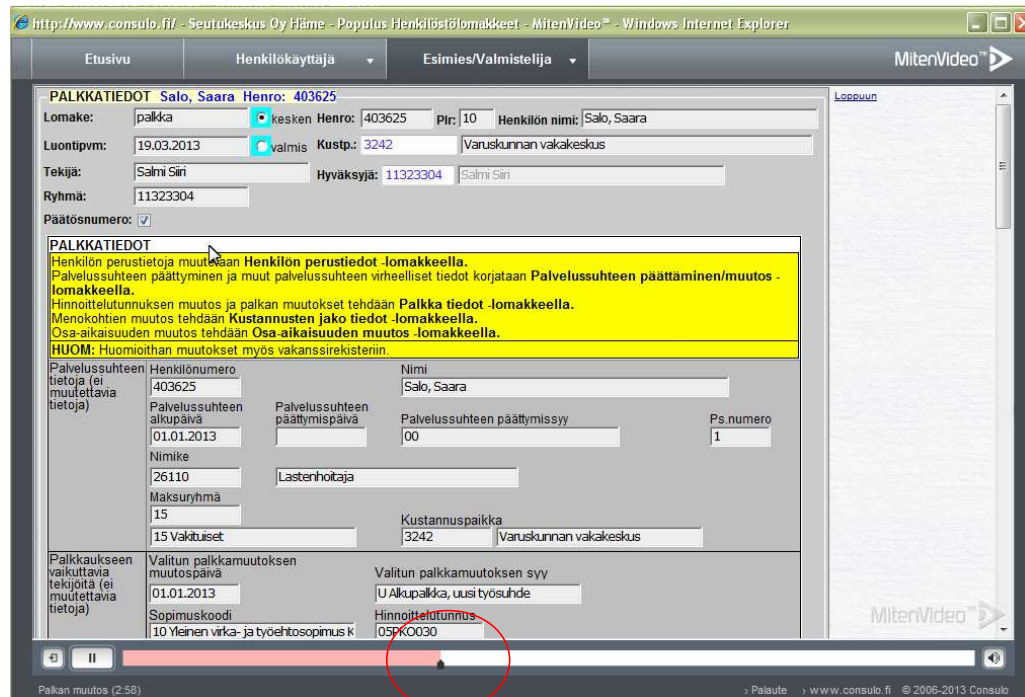 http://www.consulo.fi/ - Seutukeskus Oy Häme - Populus Henkilöstölomakkeet - MitenVideo™ - Windows Internet Explorer
Etusivu Henkilökäyttäjä Esimies/Valmistelija MitenVideo™
PALKKATIEDOT Salo, Saara Henro: 403625
Loppuun
Lomake: palkka kesken Henro: 403625 Plr: 10 Henkilön nimi: Salo, Saara
Luontipvm: 19.03.2013 valmis Kustp.: 3242 Varuskunnan vakakeskus
Tekijä: Salmi Siiri Hyväksyjä: 11323304 Salmi Siiri
Ryhmä: 11323304
Päätösnumero:
PALKKATIEDOT
Henkilön perustietoja muutetaan Henkilön perustiedot -lomakkeella.
Palvelussuhteen päättyminen ja muut palvelussuhteen virheelliset tiedot korjataan Palvelussuhteen päättäminen/muutos -
lomakkeella.
Hinnoittelutunnuksen muutos ja palkan muutokset tehdään Palkka tiedot -lomakkeella.
Menokohtien muutos tehdään Kustannusten jako tiedot -lomakkeella.
Osa-aikaisuuden muutos tehdään Osa-aikaisuuden muutos -lomakkeella.
HUOM: Huomioithan muutokset myös vakanssirekisteriin.
Palvelussuhteen tietoja (ei muutettavia tietoja)
Henkilönumero Nimi
403625 Salo, Saara
Palvelussuhteen alkupäivä Palvelussuhteen päättymispäivä Palvelussuhteen päättymissyy Ps.numero
01.01.2013 00 1
Nimike
26110 Lastenhoitaja
Maksuryhmä
15
Kustannuspaikka
15 Vakituiset 3242 Varuskunnan vakakeskus
Palkkaukseen vaikuttavia tekijöitä (ei muutettavia tietoja)
Valitun palkkamuutoksen muutospäivä Valitun palkkamuutoksen syy
01.01.2013 U Alkupalkka, uusi työsuhde
Sopimuskoodi Hinnoittelutunnus
10 Yleinen virka- ja työehtosopimus K 05PKO030
MitenVideo™
Palkan muutos (2:58) › Palaute › www.consulo.fi © 2006-2013 Consulo